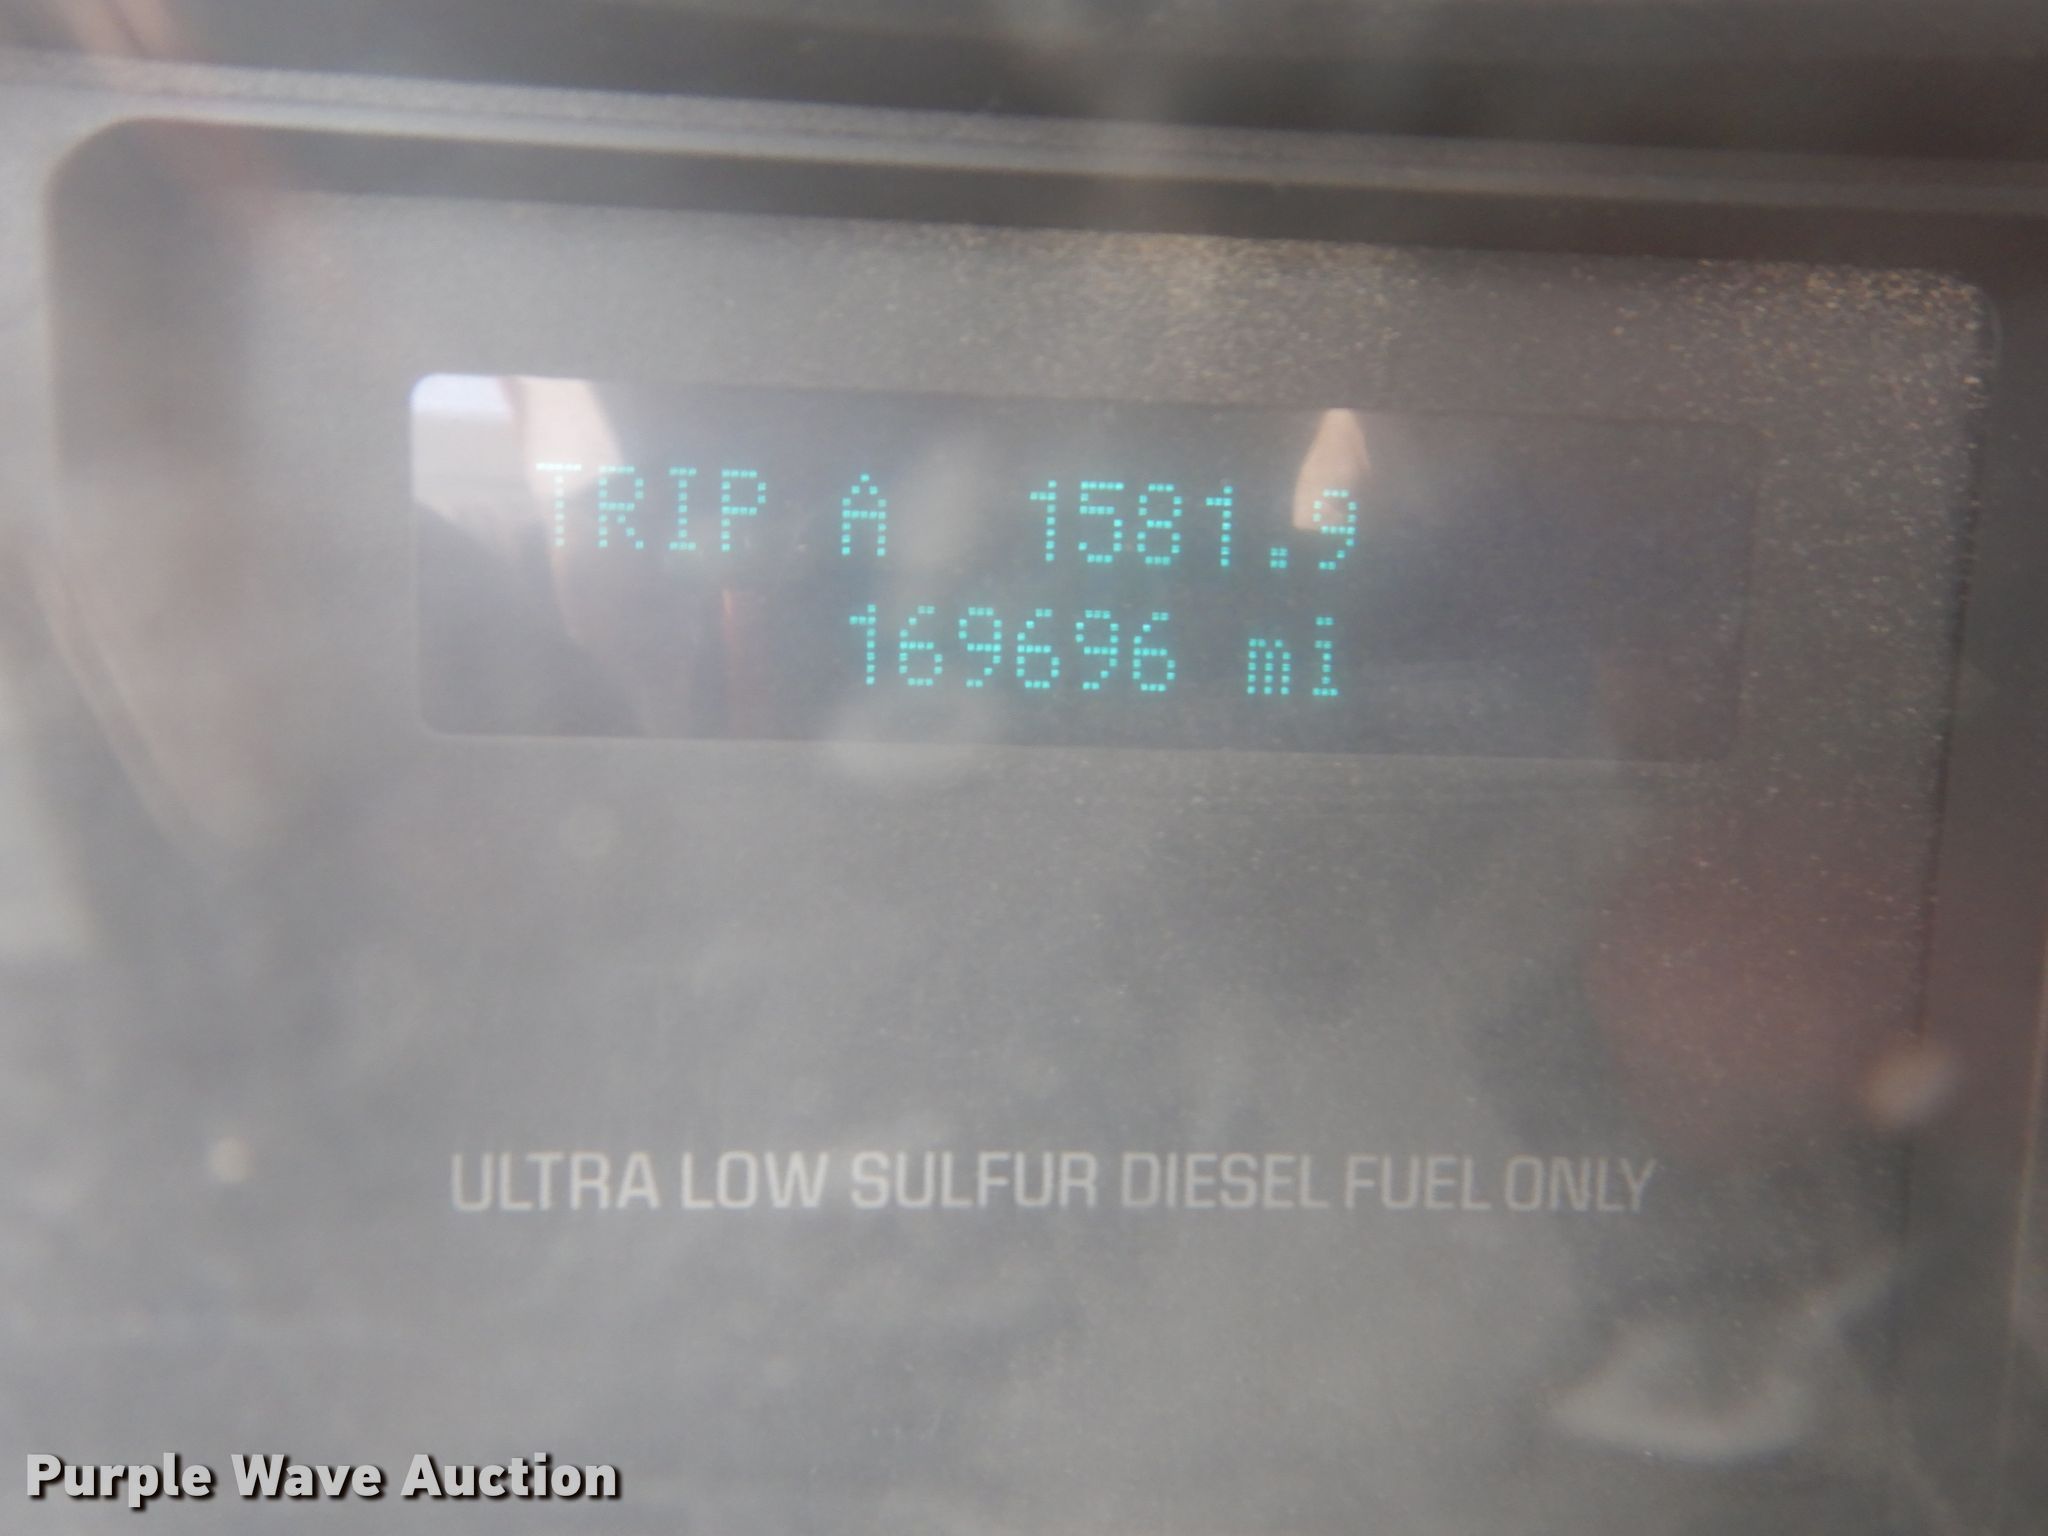 TRIP A 1581.9
169696 mi
ULTRA LOW SULFUR DIESEL FUEL ONLY
Purple Wave Auction